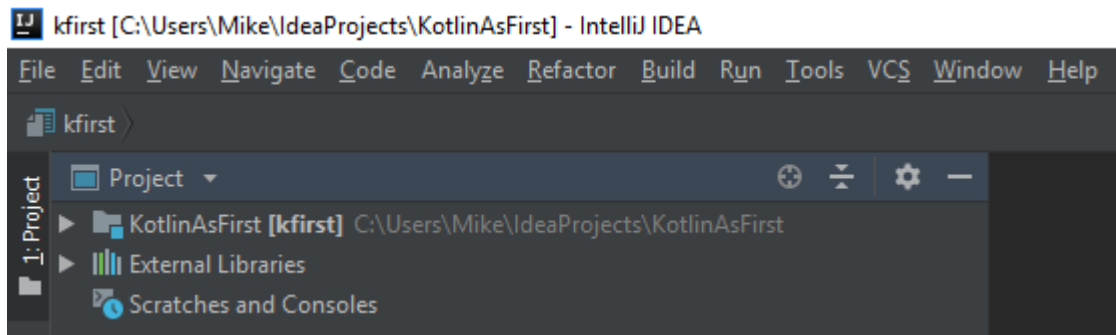 kfirst [C:\Users\Mike\IdeaProjects\KotlinAsFirst] - IntelliJ IDEA
File Edit View Navigate Code Analyze Refactor Build Run Tools VCS Window Help
kfirst
1: Project
Project
KotlinAsFirst [kfirst] C:\Users\Mike\IdeaProjects\KotlinAsFirst
External Libraries
Scratches and Consoles